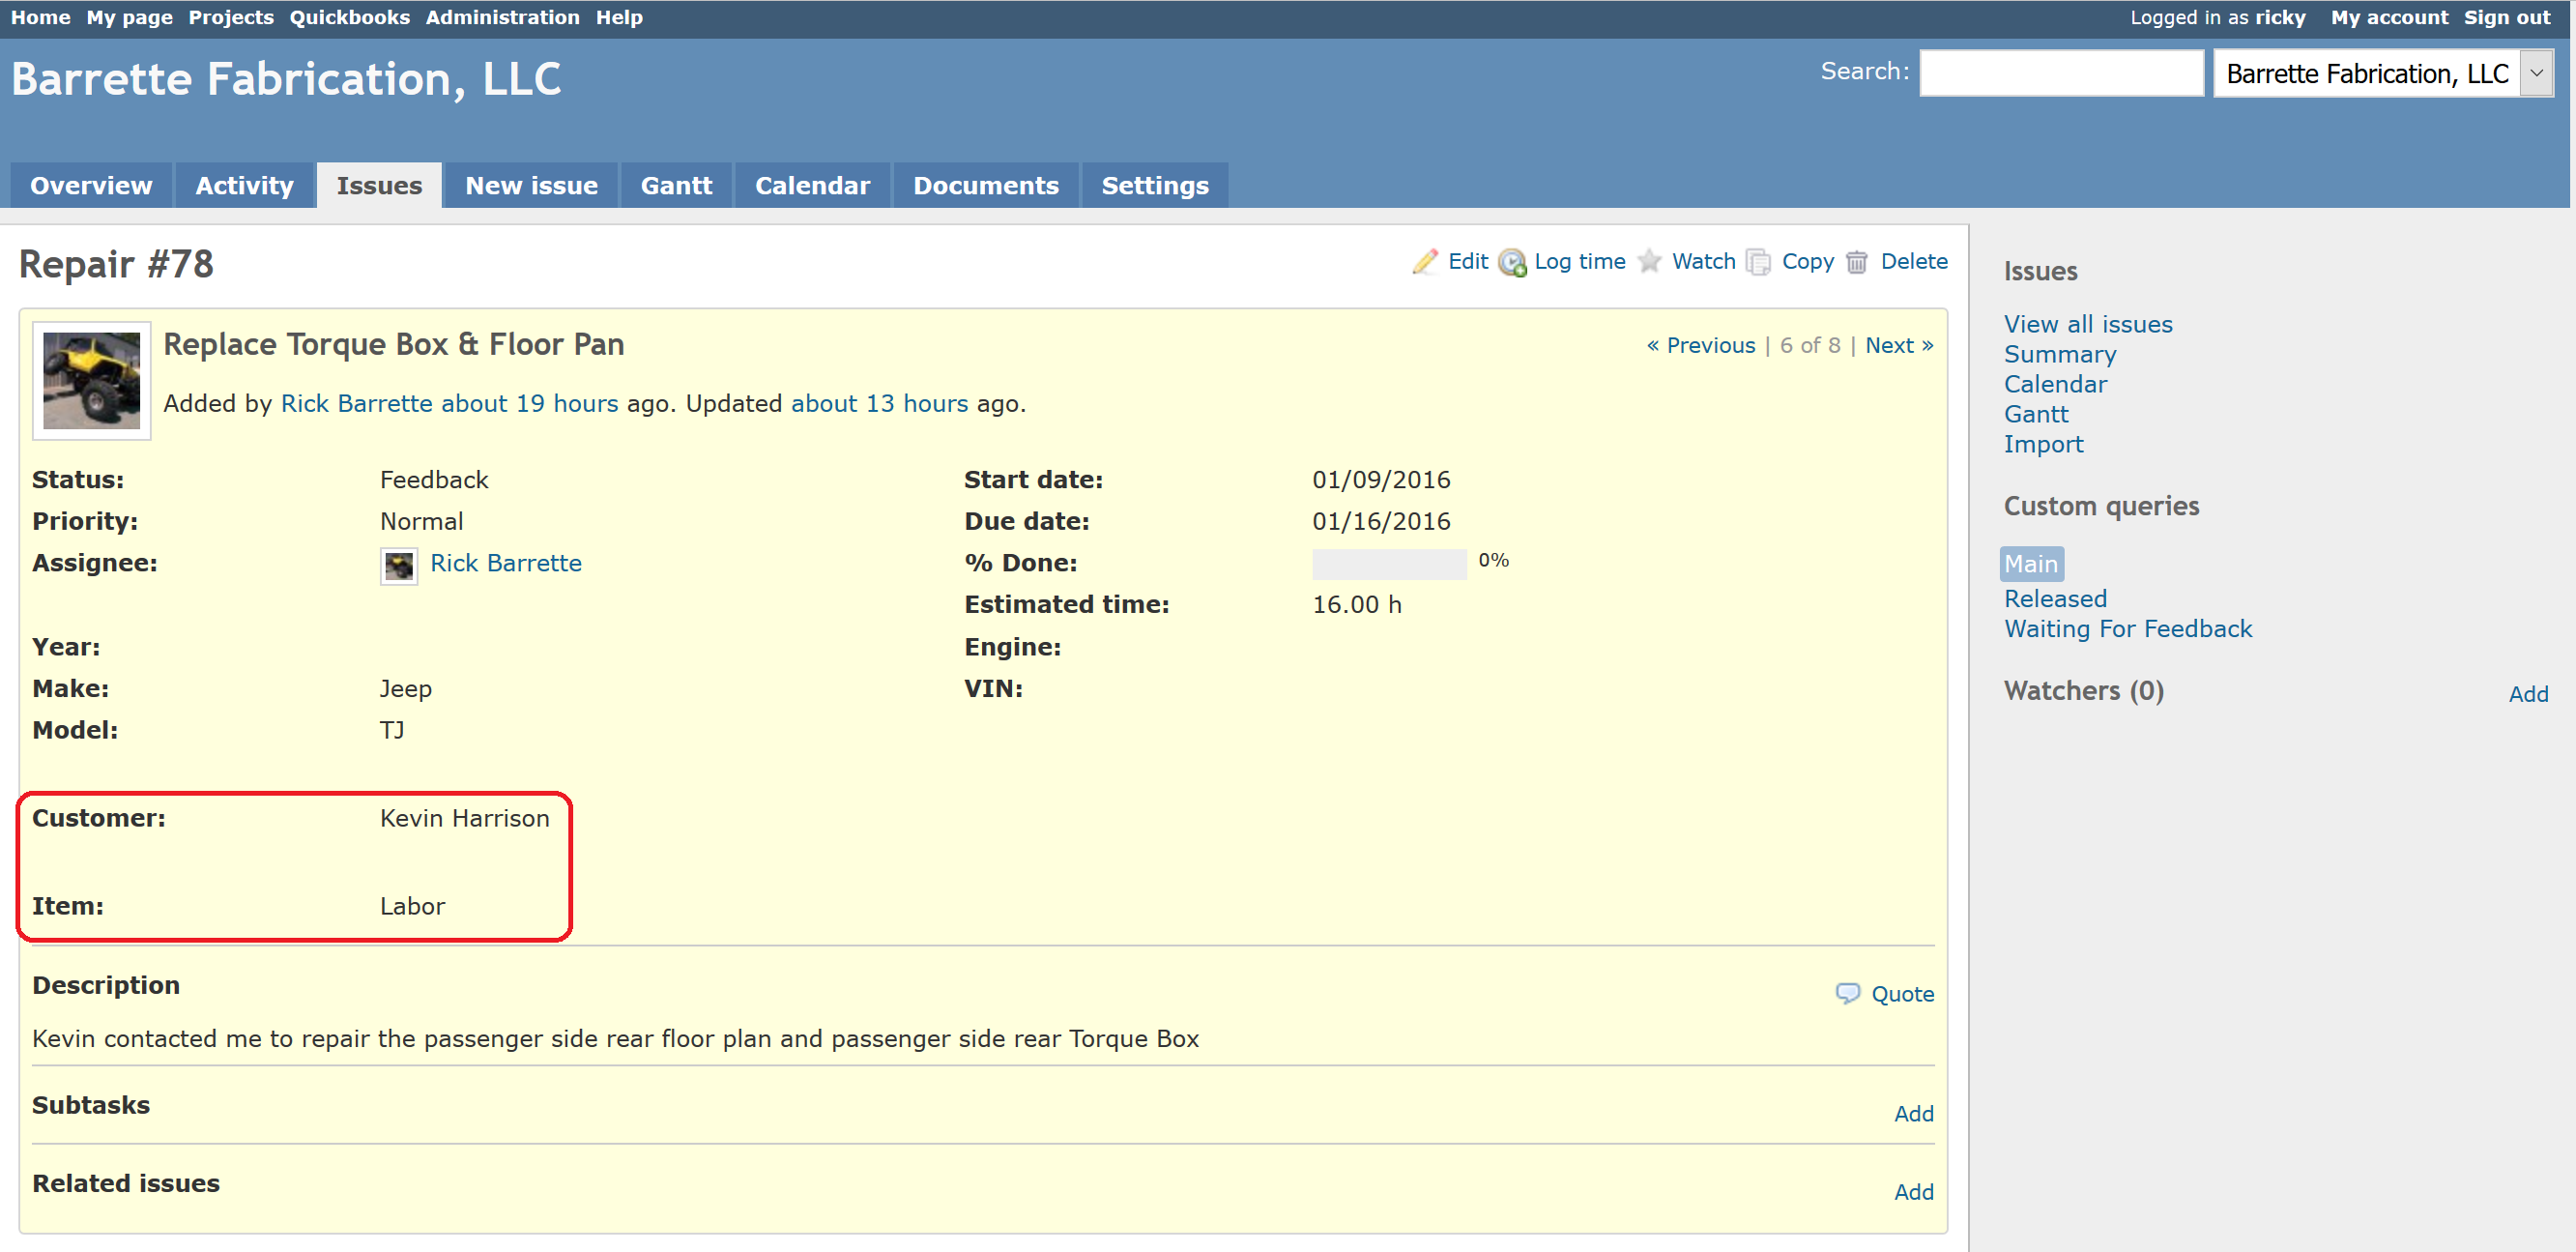 Home My page Projects Quickbooks Administration Help Logged in as ricky My account Sign out
Barrette Fabrication, LLC
Search: Barrette Fabrication, LLC
Overview Activity Issues New issue Gantt Calendar Documents Settings
Repair #78
Edit Log time Watch Copy Delete
Replace Torque Box & Floor Pan
« Previous | 6 of 8 | Next »
Added by Rick Barrette about 19 hours ago. Updated about 13 hours ago.
Status: Feedback Start date: 01/09/2016
Priority: Normal Due date: 01/16/2016
Assignee: Rick Barrette % Done: 0%
Estimated time: 16.00 h
Year: Engine:
Make: Jeep VIN:
Model: TJ
Customer: Kevin Harrison
Item: Labor
Description
Quote
Kevin contacted me to repair the passenger side rear floor plan and passenger side rear Torque Box
Subtasks
Add
Related issues
Add
Issues
View all issues
Summary
Calendar
Gantt
Import
Custom queries
Main
Released
Waiting For Feedback
Watchers (0) Add